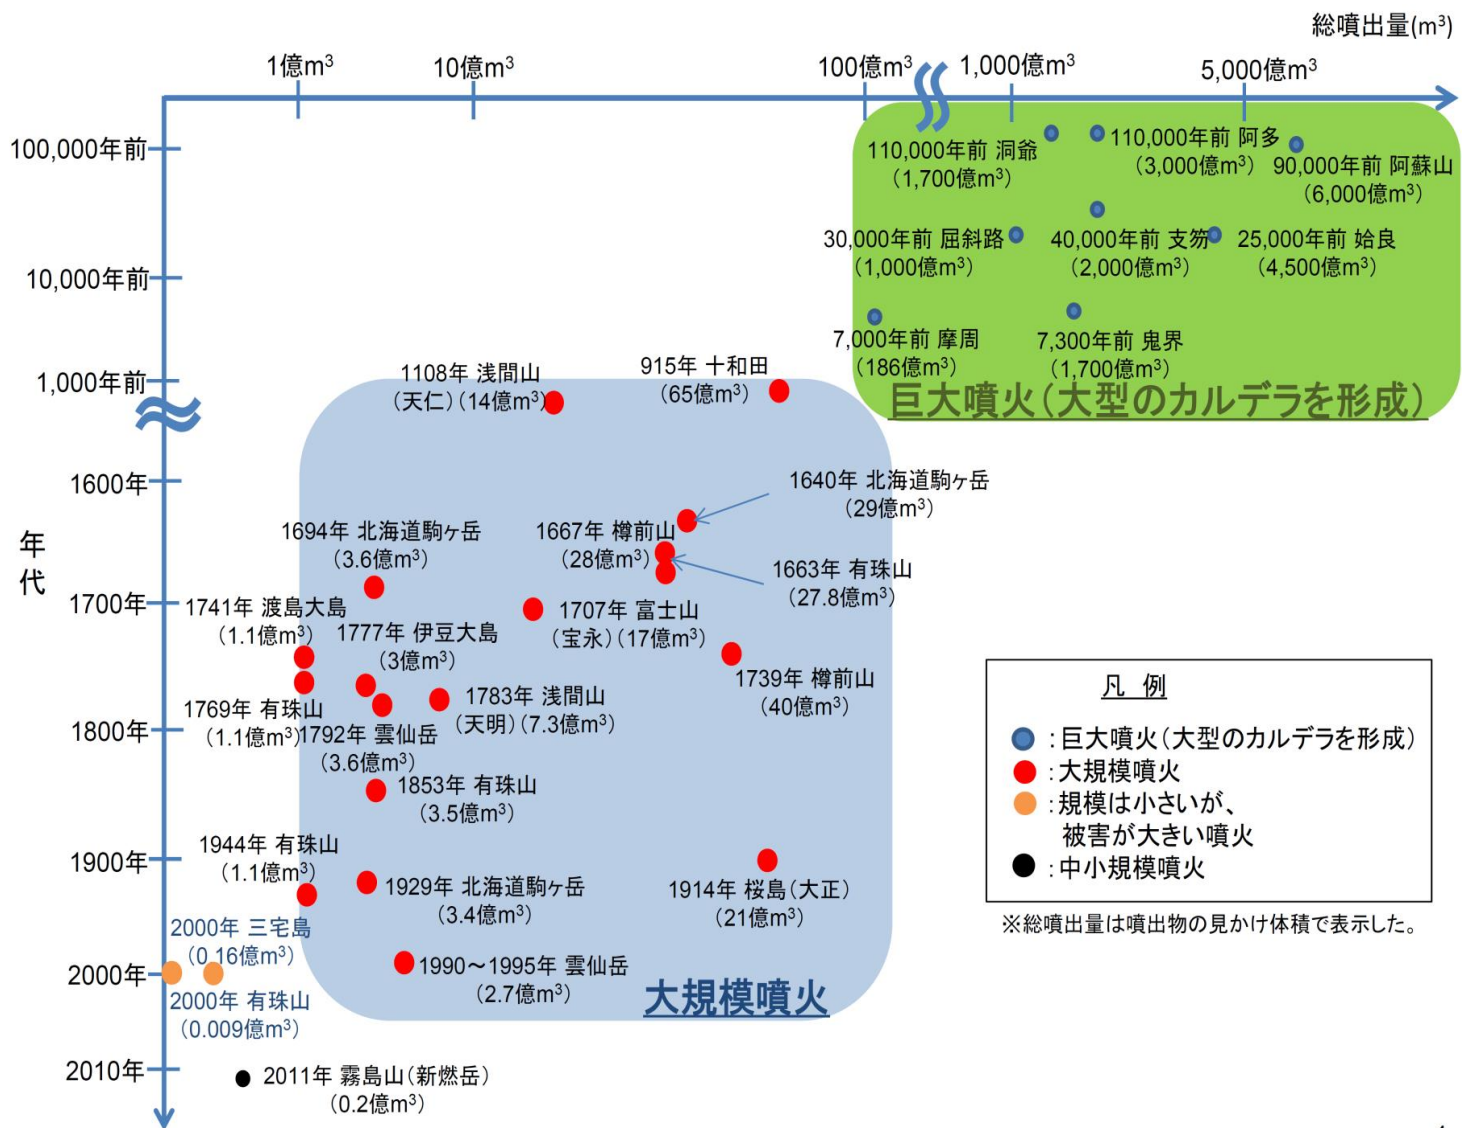 総噴出量(m³)
1億m³
10億m³
100億m³
1,000億m³
5,000億m³
100,000年前
10,000年前
1,000年前
1600年
1700年
1800年
1900年
2000年
2010年
年代
110,000年前 洞爺
(1,700億m³)
110,000年前 阿多
(3,000億m³)
90,000年前 阿蘇山
(6,000億m³)
30,000年前 屈斜路
(1,000億m³)
40,000年前 支笏
(2,000億m³)
25,000年前 姶良
(4,500億m³)
7,000年前 摩周
(186億m³)
7,300年前 鬼界
(1,700億m³)
巨大噴火(大型のカルデラを形成)
1108年 浅間山
(天仁)(14億m³)
915年 十和田
(65億m³)
1640年 北海道駒ヶ岳
(29億m³)
1694年 北海道駒ヶ岳
(3.6億m³)
1667年 樽前山
(28億m³)
1663年 有珠山
(27.8億m³)
1741年 渡島大島
(1.1億m³)
1777年 伊豆大島
(3億m³)
1707年 富士山
(宝永)(17億m³)
1739年 樽前山
(40億m³)
1769年 有珠山
(1.1億m³)
1783年 浅間山
(天明)(7.3億m³)
1792年 雲仙岳
(3.6億m³)
1853年 有珠山
(3.5億m³)
1944年 有珠山
(1.1億m³)
1929年 北海道駒ヶ岳
(3.4億m³)
1914年 桜島(大正)
(21億m³)
2000年 三宅島
(0.16億m³)
1990~1995年 雲仙岳
(2.7億m³)
2000年 有珠山
(0.009億m³)
大規模噴火
2011年 霧島山(新燃岳)
(0.2億m³)
凡 例
:巨大噴火(大型のカルデラを形成)
:大規模噴火
:規模は小さいが、
被害が大きい噴火
:中小規模噴火
※総噴出量は噴出物の見かけ体積で表示した。